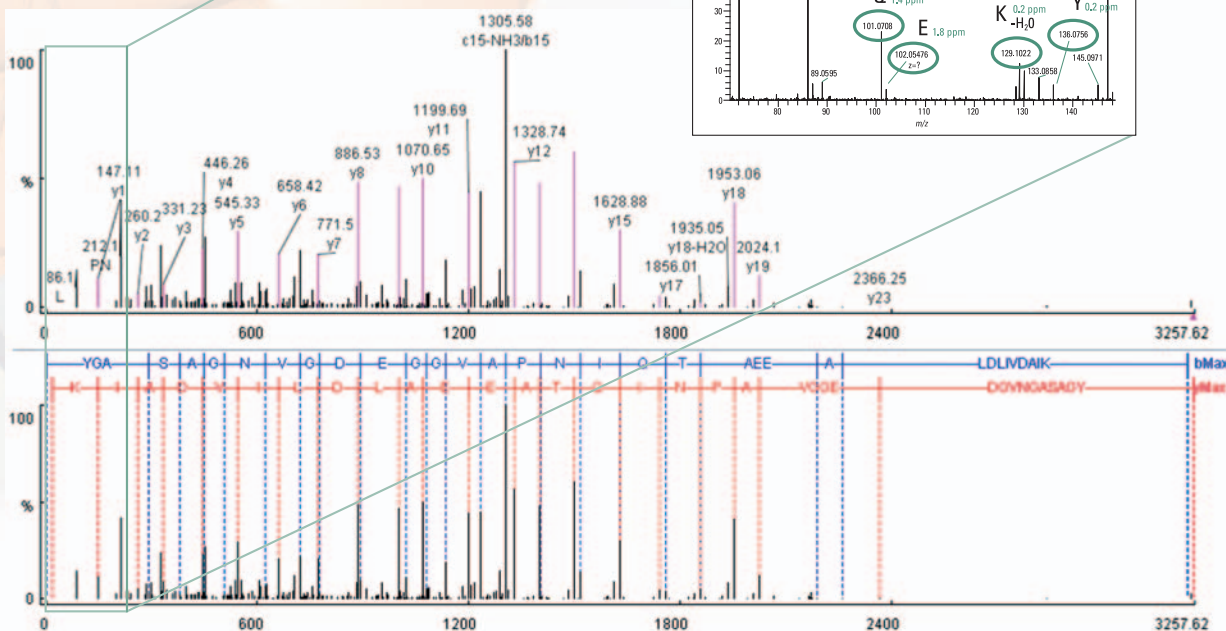 1.4 ppm
K 0.2 ppm
-H₂0
Y 0.2 ppm
30
20
10
0
101.0708
E 1.8 ppm
102.05476
z=?
89.0595
129.1022
133.0858
136.0756
145.0971
80
90
100
110
120
130
140
m/z
100
%
0
1305.58
c15-NH3/b15
1199.69
y11
1328.74
y12
886.53
y8
1070.65
y10
147.11
y1
446.26
y4
260.2
y2
331.23
y3
545.33
y5
658.42
y6
771.5
y7
212.1
PN
86.1
L
1628.88
y15
1953.06
y18
1935.05
y18-H2O
1856.01
y17
2024.1
y19
2366.25
y23
0
600
1200
1800
2400
3257.62
YGA S A G N V G D E G G V A P N I Q T AEE A LDLIVDAIK bMax
K I A D V I L D L A E E A T Q I N P A
100
%
0
0
600
1200
1800
2400
3257.62